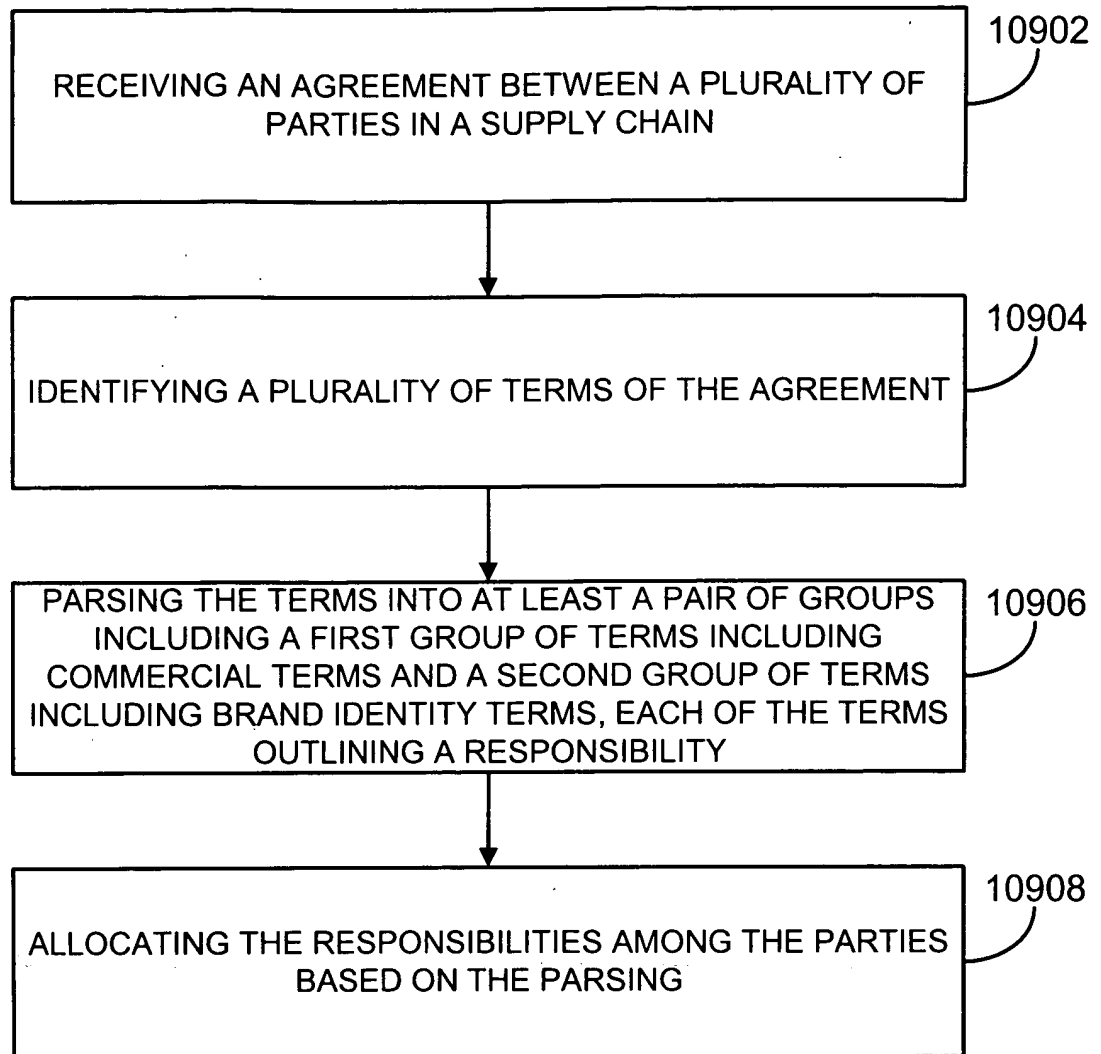 10902
RECEIVING AN AGREEMENT BETWEEN A PLURALITY OF
PARTIES IN A SUPPLY CHAIN
10904
IDENTIFYING A PLURALITY OF TERMS OF THE AGREEMENT
10906
PARSING THE TERMS INTO AT LEAST A PAIR OF GROUPS
INCLUDING A FIRST GROUP OF TERMS INCLUDING
COMMERCIAL TERMS AND A SECOND GROUP OF TERMS
INCLUDING BRAND IDENTITY TERMS, EACH OF THE TERMS
OUTLINING A RESPONSIBILITY
10908
ALLOCATING THE RESPONSIBILITIES AMONG THE PARTIES
BASED ON THE PARSING